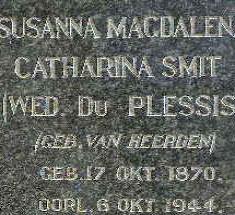 SUSANNA MAGDALENA
CATHARINA SMIT
(WED. DU PLESSIS
(GEB. VAN HEERDEN)
GEB. 17 OKT. 1870.
OORL. 6 OKT. 1944.